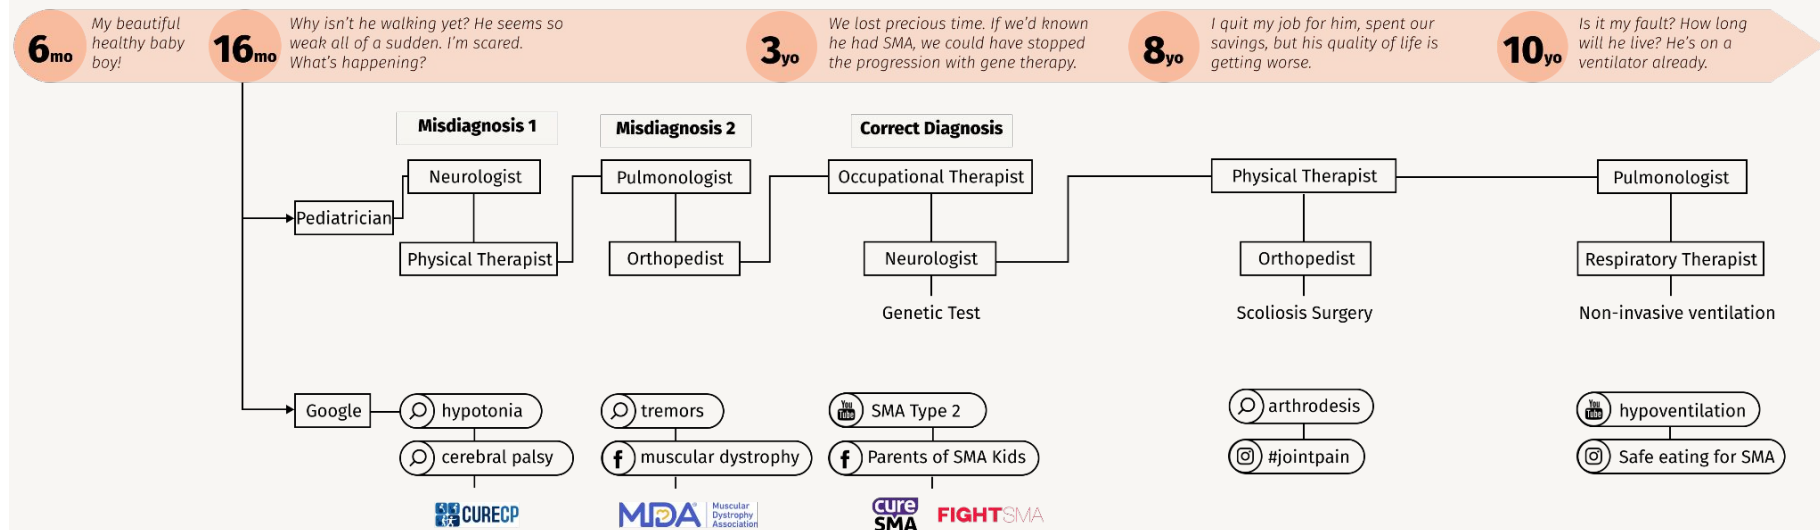 6mo
My beautiful
healthy baby
boy!
16mo
Why isn't he walking yet? He seems so
weak all of a sudden. I'm scared.
What's happening?
3yo
We lost precious time. If we'd known
he had SMA, we could have stopped
the progression with gene therapy.
8yo
I quit my job for him, spent our
savings, but his quality of life is
getting worse.
10yo
Is it my fault? How long
will he live? He's on a
ventilator already.
Misdiagnosis 1
Misdiagnosis 2
Correct Diagnosis
Neurologist
Pulmonologist
Occupational Therapist
Physical Therapist
Pulmonologist
Pediatrician
Physical Therapist
Orthopedist
Neurologist
Orthopedist
Respiratory Therapist
Genetic Test
Scoliosis Surgery
Non-invasive ventilation
Google
hypotonia
tremors
You Tube
SMA Type 2
arthrodesis
You Tube
hypoventilation
cerebral palsy
f
muscular dystrophy
f
Parents of SMA Kids
#jointpain
Safe eating for SMA
CURECP
MDA
Muscular
Dystrophy
Association
cure
SMA
FIGHTSMA